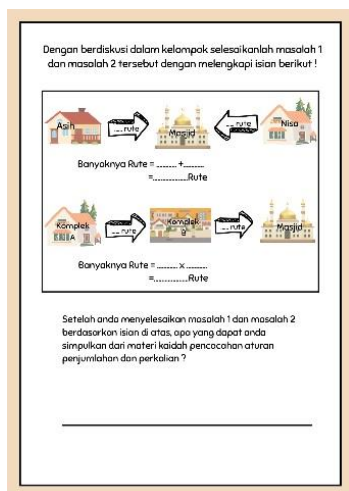 Dengan berdiskusi dalam kelompok selesaikanlah masalah 1
dan masalah 2 tersebut dengan melengkapi isian berikut !
Asih
.... rute
Masjid
.... rute
Nisa
Banyaknya Rute = ......... +.........
=................Rute
Komplek
A
.... rute
Komplek
B
.... rute
Masjid
Banyaknya Rute = ......... x .........
=................Rute
Setelah anda menyelesaikan masalah 1 dan masalah 2
berdasarkan isian di atas, apa yang dapat anda
simpulkan dari materi kaidah pencacahan aturan
penjumlahan dan perkalian ?